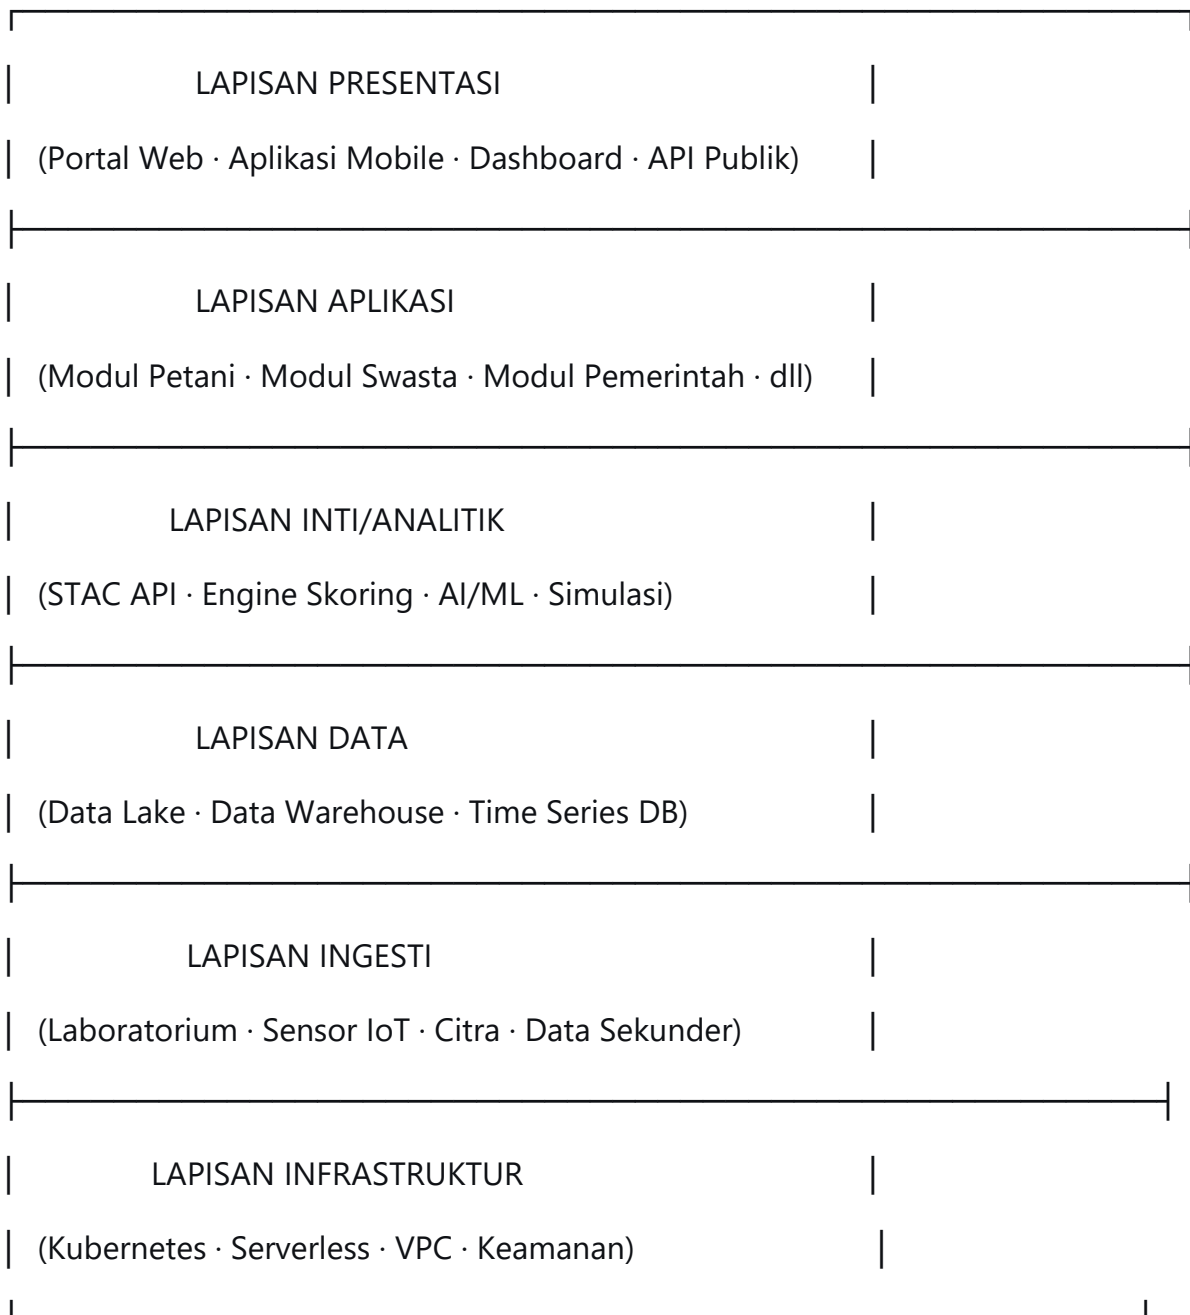 LAPISAN PRESENTASI
(Portal Web · Aplikasi Mobile · Dashboard · API Publik)
LAPISAN APLIKASI
(Modul Petani · Modul Swasta · Modul Pemerintah · dll)
LAPISAN INTI/ANALITIK
(STAC API · Engine Skoring · AI/ML · Simulasi)
LAPISAN DATA
(Data Lake · Data Warehouse · Time Series DB)
LAPISAN INGESTI
(Laboratorium · Sensor IoT · Citra · Data Sekunder)
LAPISAN INFRASTRUKTUR
(Kubernetes · Serverless · VPC · Keamanan)